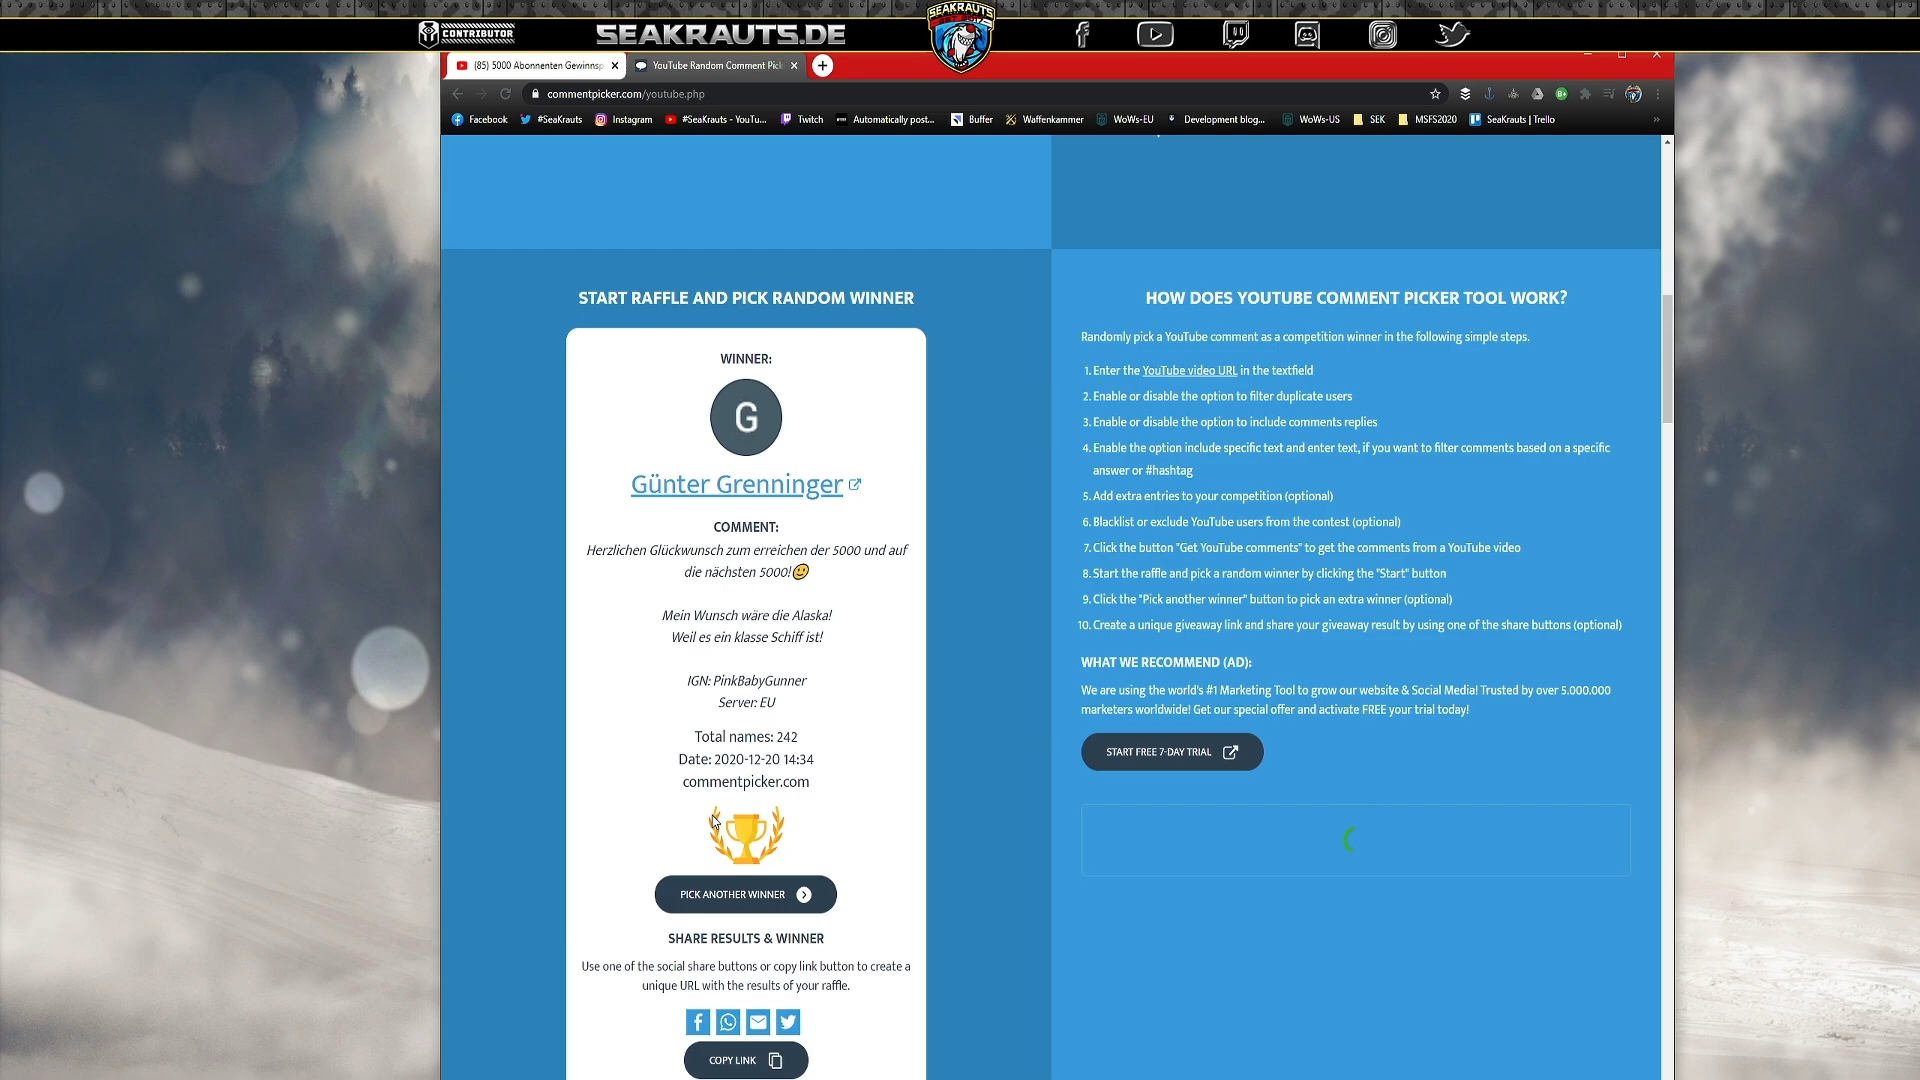 CONTRIBUTOR
SEAKRAUTS.DE
SEAKRAUTS
(85) 5000 Abonnenten Gewinnsp
YouTube Random Comment Pick
commentpicker.com/youtube.php
Facebook
#SeaKrauts
Instagram
#SeaKrauts - YouTu...
Twitch
Automatically post...
Buffer
Waffenkammer
WoWs-EU
Development blog...
WoWs-US
SEK
MSFS2020
SeaKrauts | Trello
START RAFFLE AND PICK RANDOM WINNER
WINNER:
G
Günter Grenninger
COMMENT:
Herzlichen Glückwunsch zum erreichen der 5000 und auf
die nächsten 5000!🙂
Mein Wunsch wäre die Alaska!
Weil es ein klasse Schiff ist!
IGN: PinkBabyGunner
Server: EU
Total names: 242
Date: 2020-12-20 14:34
commentpicker.com
PICK ANOTHER WINNER
SHARE RESULTS & WINNER
Use one of the social share buttons or copy link button to create a
unique URL with the results of your raffle.
COPY LINK
HOW DOES YOUTUBE COMMENT PICKER TOOL WORK?
Randomly pick a YouTube comment as a competition winner in the following simple steps.
1. Enter the YouTube video URL in the textfield
2. Enable or disable the option to filter duplicate users
3. Enable or disable the option to include comments replies
4. Enable the option include specific text and enter text, if you want to filter comments based on a specific
answer or #hashtag
5. Add extra entries to your competition (optional)
6. Blacklist or exclude YouTube users from the contest (optional)
7. Click the button "Get YouTube comments" to get the comments from a YouTube video
8. Start the raffle and pick a random winner by clicking the "Start" button
9. Click the "Pick another winner" button to pick an extra winner (optional)
10. Create a unique giveaway link and share your giveaway result by using one of the share buttons (optional)
WHAT WE RECOMMEND (AD):
We are using the world's #1 Marketing Tool to grow our website & Social Media! Trusted by over 5.000.000
marketers worldwide! Get our special offer and activate FREE your trial today!
START FREE 7-DAY TRIAL